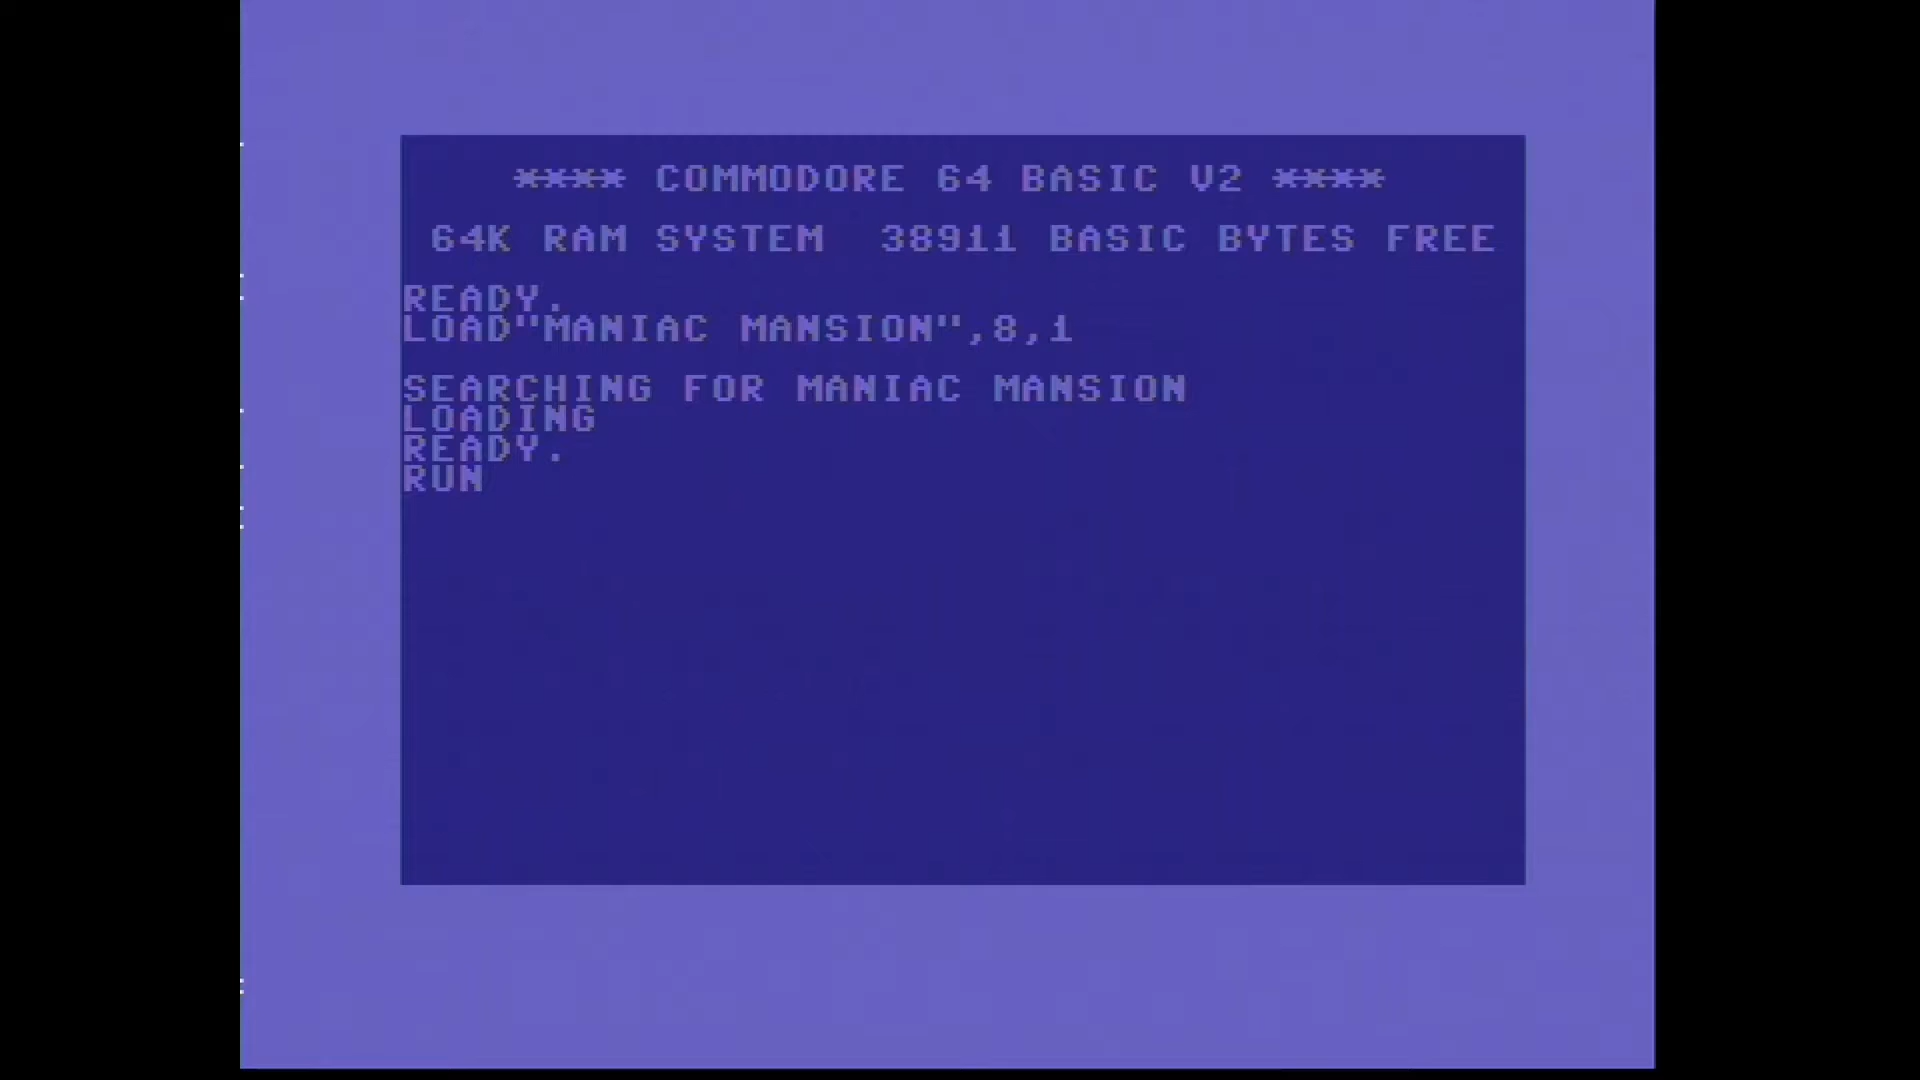 **** COMMODORE 64 BASIC V2 ****
64K RAM SYSTEM  38911 BASIC BYTES FREE
READY.
LOAD"MANIAC MANSION",8,1
SEARCHING FOR MANIAC MANSION
LOADING
READY.
RUN